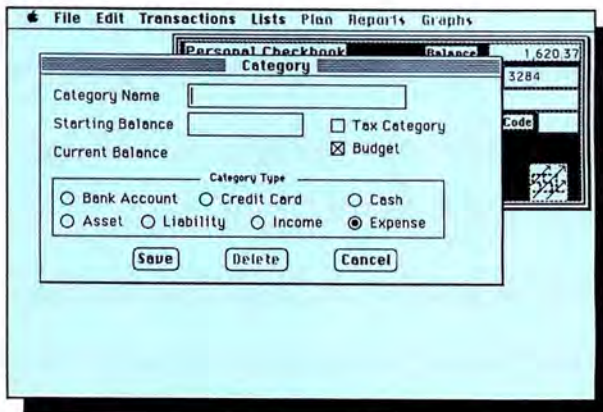 File Edit Transactions Lists Plan Reports Graphs
Personal Checkbook Balance 1,620.37
Category
3284
Category Name
Starting Balance Tax Category Code
Current Balance Budget
Category Type
Bank Account Credit Card Cash
Asset Liability Income Expense
Save Delete Cancel